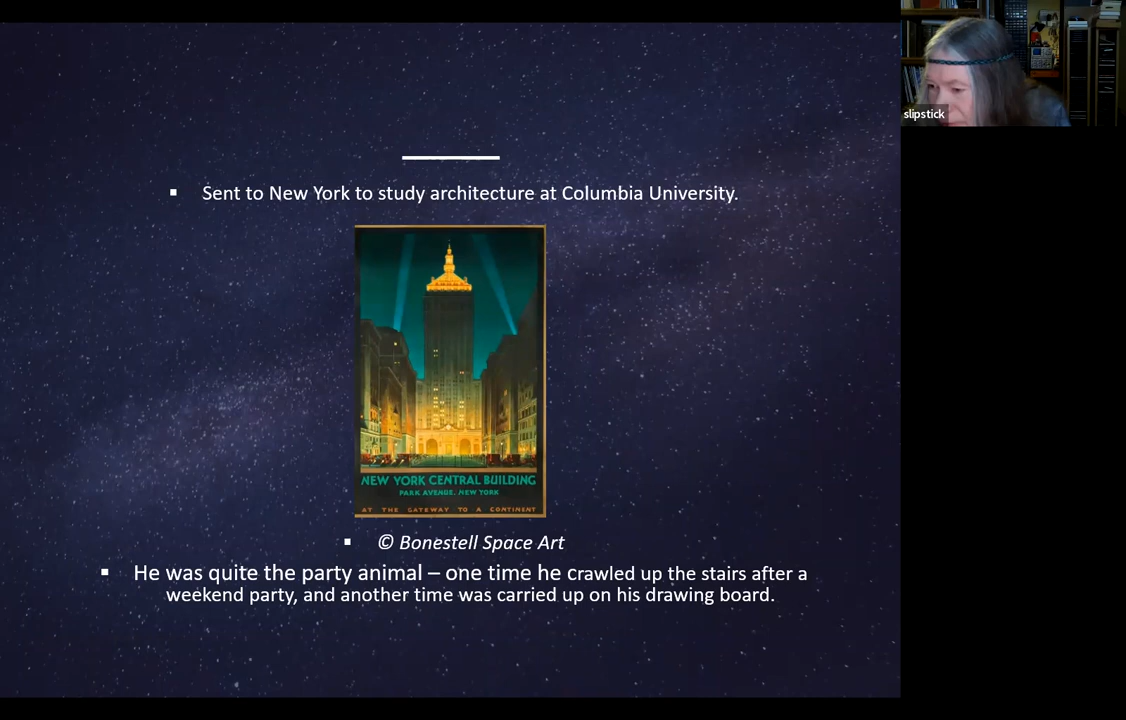 slipstick
▪ Sent to New York to study architecture at Columbia University.
NEW YORK CENTRAL BUILDING
PARK AVENUE, NEW YORK
AT THE GATEWAY TO A CONTINENT
▪ © Bonestell Space Art
▪ He was quite the party animal – one time he crawled up the stairs after a
weekend party, and another time was carried up on his drawing board.